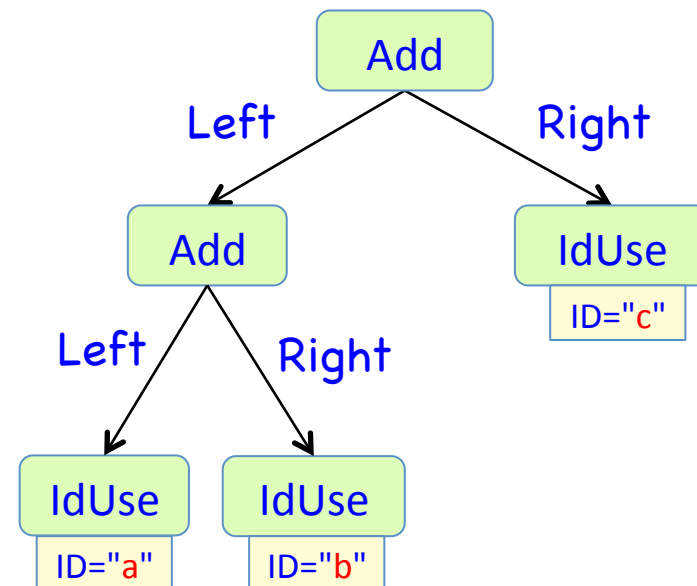 Add
Left Right
Add IdUse
ID="c"
Left Right
IdUse IdUse
ID="a" ID="b"